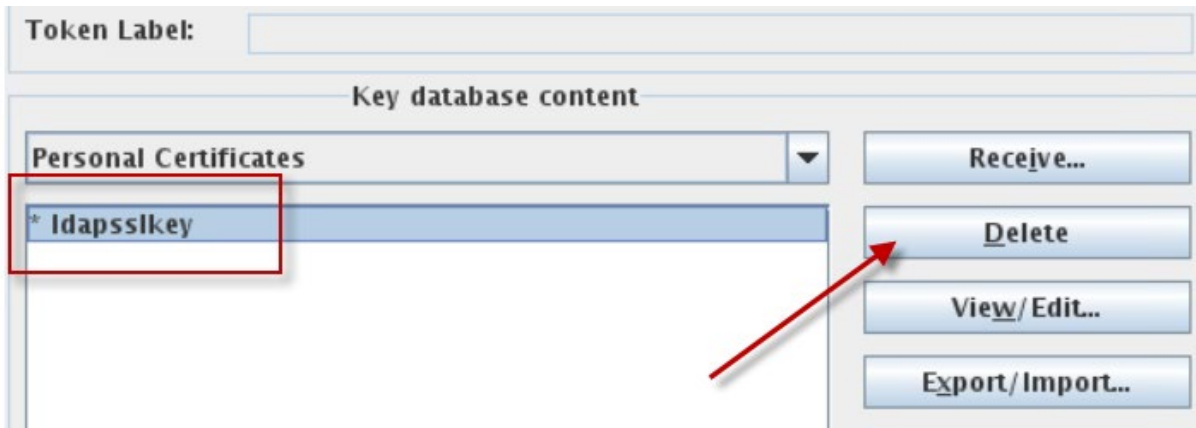 Token Label:
Key database content
Personal Certificates
Receive...
* ldapsslkey
Delete
View/Edit...
Export/Import...